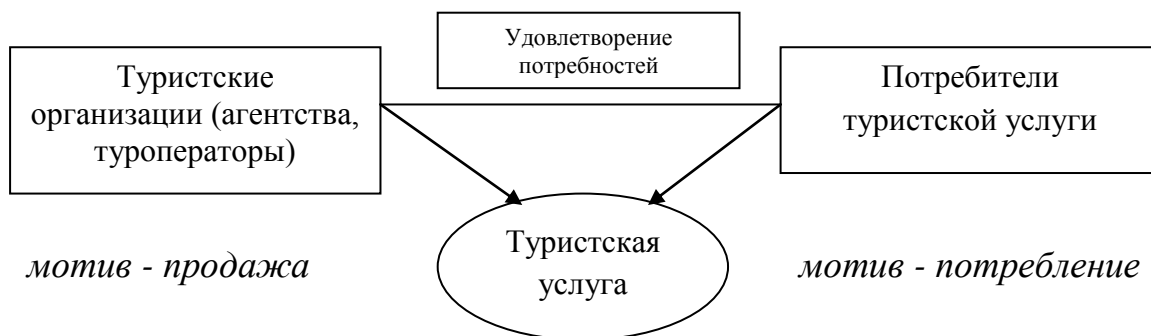 Удовлетворение
потребностей
Туристские
организации (агентства,
туроператоры)
Потребители
туристской услуги
Туристская
услуга
мотив - продажа
мотив - потребление